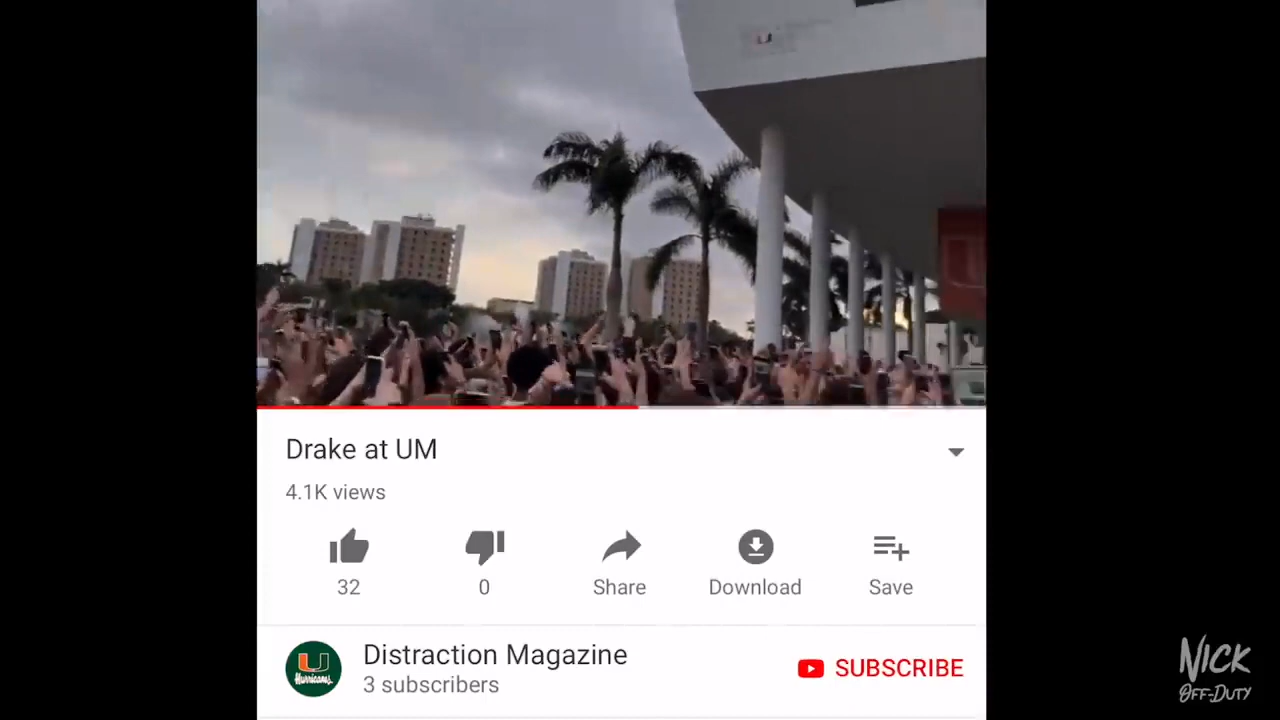 U
U
Drake at UM
4.1K views
32
0
Share
Download
Save
U
Hurricanes
Distraction Magazine
3 subscribers
SUBSCRIBE
NICK
OFF-DUTY